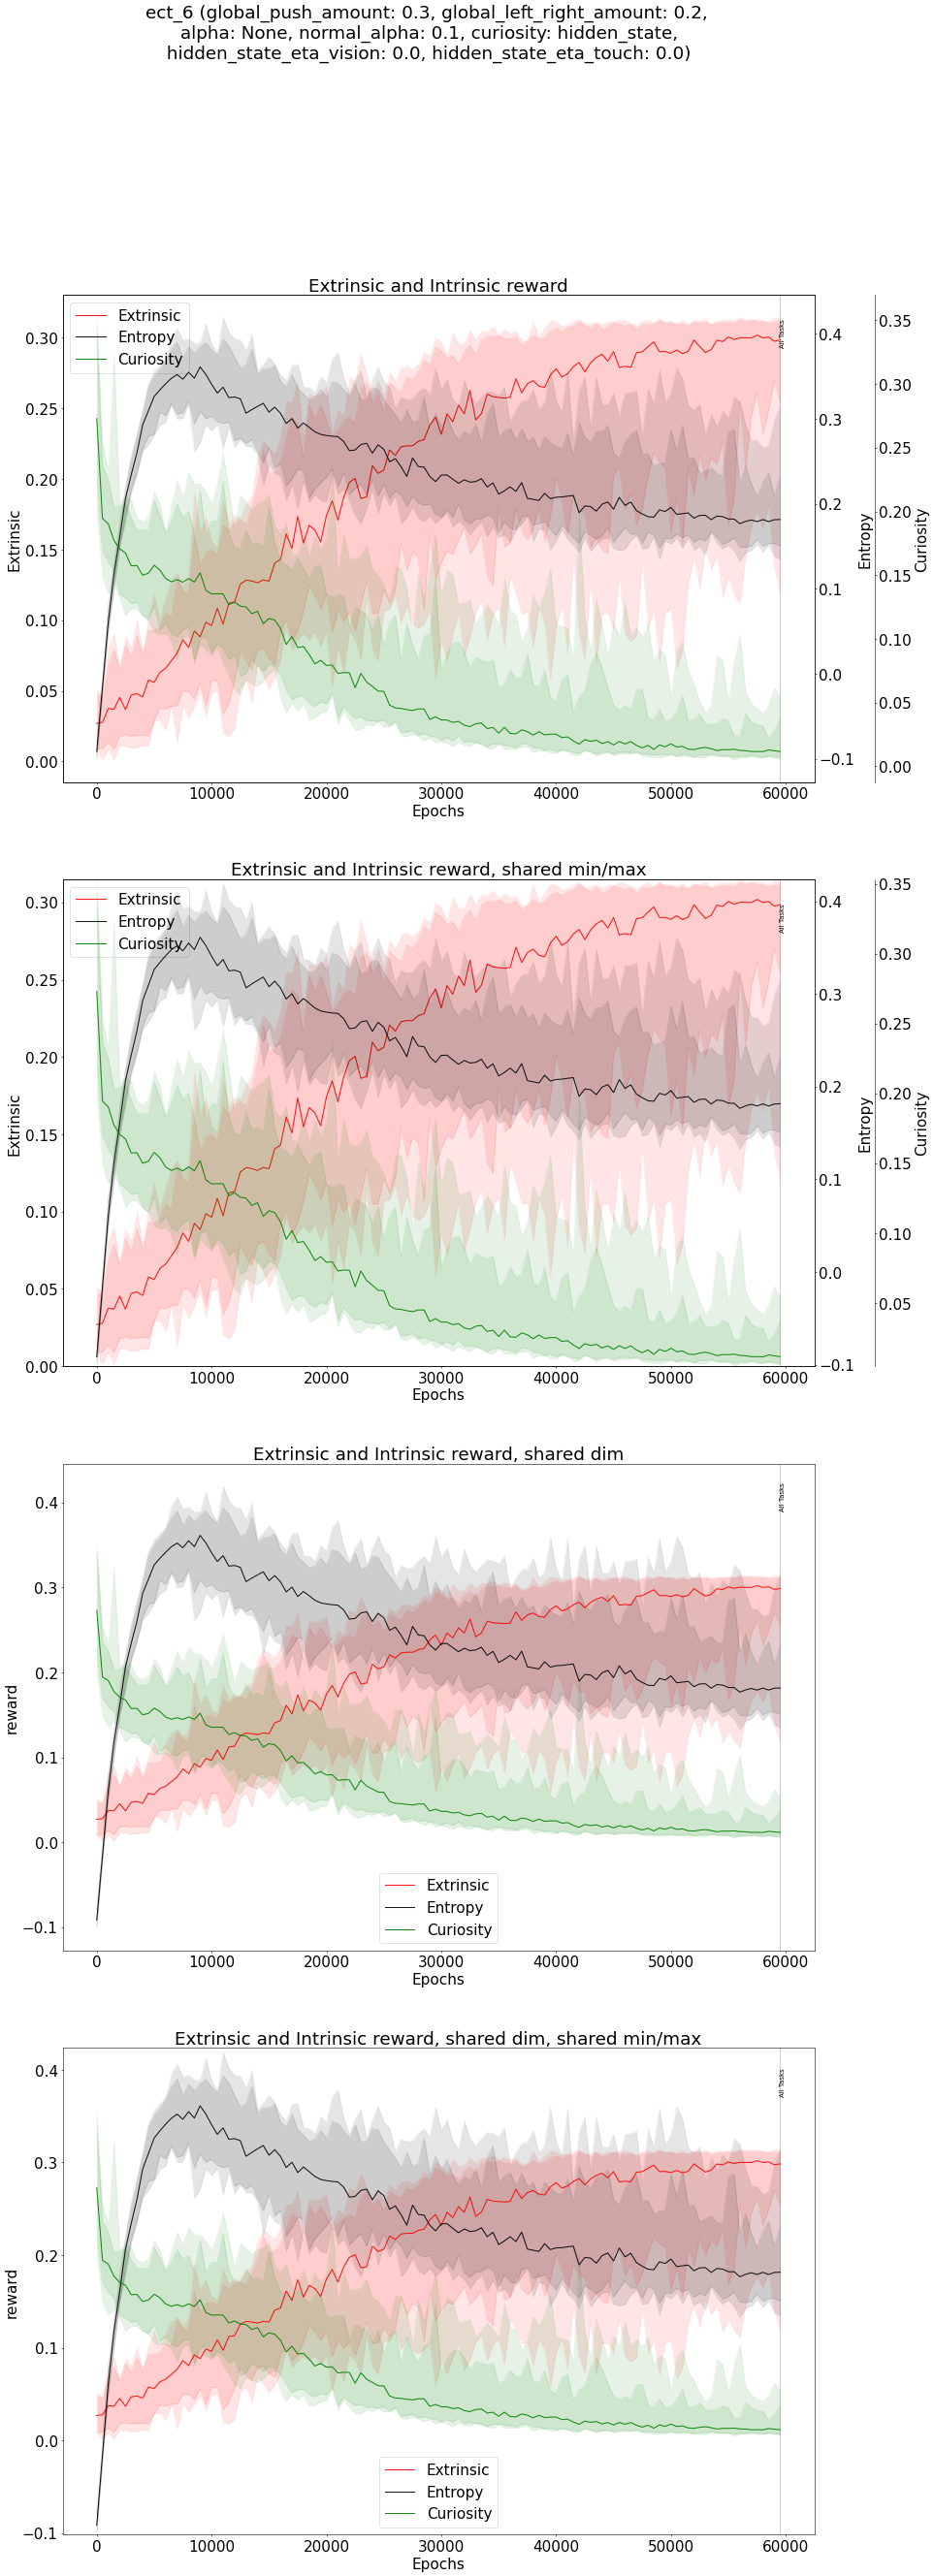 ect_6 (global_push_amount: 0.3, global_left_right_amount: 0.2,
alpha: None, normal_alpha: 0.1, curiosity: hidden_state,
hidden_state_eta_vision: 0.0, hidden_state_eta_touch: 0.0)
Extrinsic and Intrinsic reward
Extrinsic
Entropy
Curiosity
All Tasks
0.30
0.25
0.20
0.15
0.10
0.05
0.00
Extrinsic
0.4
0.3
0.2
0.1
0.0
−0.1
Entropy
0.35
0.30
0.25
0.20
0.15
0.10
0.05
0.00
Curiosity
0 10000 20000 30000 40000 50000 60000
Epochs
Extrinsic and Intrinsic reward, shared min/max
Extrinsic
Entropy
Curiosity
All Tasks
0.30
0.25
0.20
0.15
0.10
0.05
0.00
Extrinsic
0.4
0.3
0.2
0.1
0.0
−0.1
Entropy
0.35
0.30
0.25
0.20
0.15
0.10
0.05
Curiosity
0 10000 20000 30000 40000 50000 60000
Epochs
Extrinsic and Intrinsic reward, shared dim
All Tasks
0.4
0.3
0.2
0.1
0.0
−0.1
reward
Extrinsic
Entropy
Curiosity
0 10000 20000 30000 40000 50000 60000
Epochs
Extrinsic and Intrinsic reward, shared dim, shared min/max
All Tasks
0.4
0.3
0.2
0.1
0.0
−0.1
reward
Extrinsic
Entropy
Curiosity
0 10000 20000 30000 40000 50000 60000
Epochs